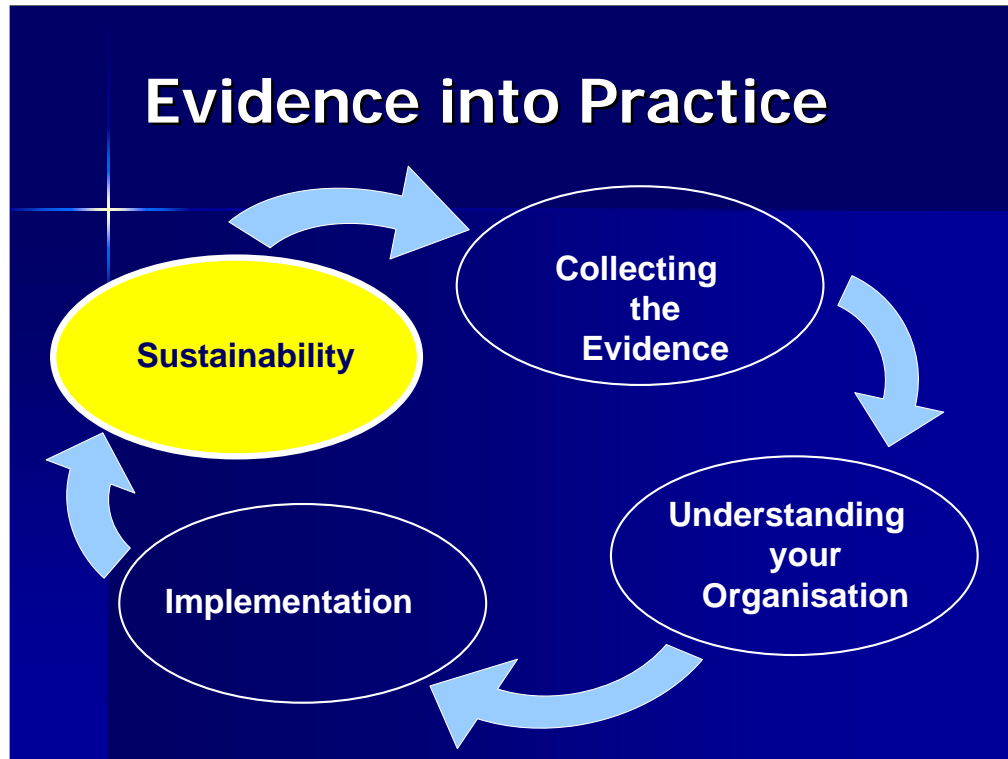 Evidence into Practice
Collecting
the
Evidence
Sustainability
Understanding
your
Organisation
Implementation